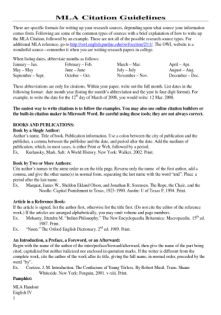 MLA Citation Guidelines
There are specific formats for writing up your research sources, depending upon what source your information
comes from. Following are some of the common types of sources with a brief explanation of how to write up
the MLA Citation, followed by an example. These are not all of the possible research source types. For
additional MLA reference, go to http://owl.english.purdue.edu/owl/section/2/11/. The OWL website is a
wonderful source - remember it when you are writing research papers in college.
When listing dates, abbreviate months as follows:
January - Jan. February - Feb. March - Mar. April - Apr.
May - May June - June July - July August - Aug.
September - Sept. October - Oct. November - Nov. December - Dec.
These abbreviations are only for citations. Within your paper, write out the full month. List dates in the
following format: date month year (listing the month's abbreviation and the year in four digit format). For
example, to write the date for the 12th day of March of 2008, you would write: 12 Mar. 2008.
The easiest way to write citations is to follow the examples. You may also use online citation builders or
the built-in citation maker in Microsoft Word. Be careful using these tools; they are not always correct.
BOOKS AND PUBLICATIONS:
Book by a Single Author:
Author's name. Title of book. Publication information. Use a colon between the city of publication and the
publisher, a comma between the publisher and the date, and a period after the date. Add the medium of
publication, which, in most cases, is either Print or Web, followed by a period.
Ex. Kurlansky, Mark. Salt: A World History. New York: Walker, 2002. Print.
Book by Two or More Authors:
Cite author's names in the same order as on the title page. Reverse only the name of the first author, add a
comma, and give the other name(s) in normal form, separating the last name with the word "and". Place a
period after the last name.
Ex. Marquart, James W., Sheldon Ekland Olson, and Jonathan R. Sorensen. The Rope, the Chair, and the
Needle: Capital Punishment in Texas, 1923-1990. Austin: U of Texas P, 1994. Print.
Article in a Reference Book:
If the article is signed, list the author first, otherwise list the title first. (Do not cite the editor of the reference
work.) If the articles are arranged alphabetically, you may omit volume and page numbers.
Ex. Mohanty, Jitendra M. "Indian Philosophy." The New Encyclopaedia Britannica: Macropaedia. 15th ed.
1987. Print.
Ex. "Noon." The Oxford English Dictionary. 2nd ed. 1989. Print.
An Introduction, a Preface, Foreword, or an Afterword:
Begin with the name of the author of the introduction/preface/foreword/afterword, then give the name of the part being
cited, capitalized but neither italicized nor enclosed in quotation marks. If the writer is different from the
complete work, cite the author of the work after its title, giving the full name, in normal order, preceded by the
word "by".
Ex. Coetzee, J. M. Introduction. The Confusions of Young Törless. By Robert Musil. Trans. Shaun
Whiteside. New York: Penguin, 2001. v-xiii. Print.
Pamphlet:
MLA Handout
English IV
1